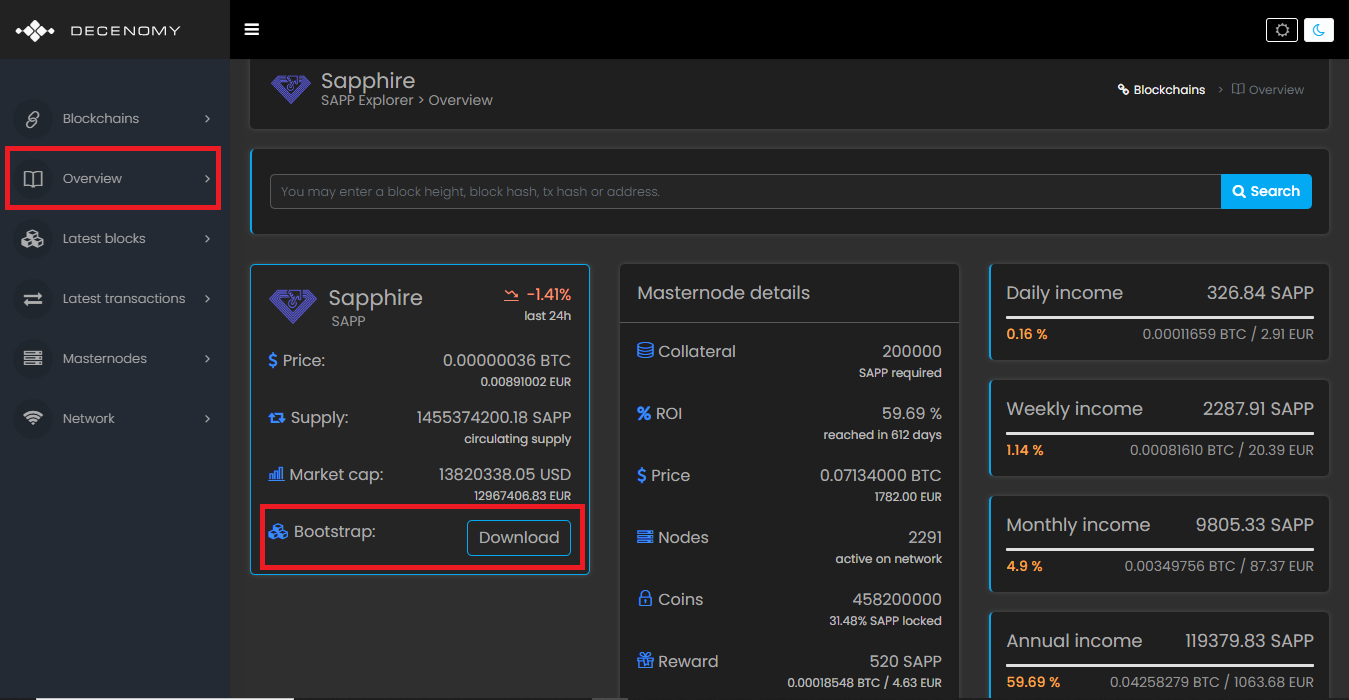 DECENOMY
Blockchains
Overview
Latest blocks
Latest transactions
Masternodes
Network
Sapphire
SAPP Explorer > Overview
Blockchains > Overview
You may enter a block height, block hash, tx hash or address.
Search
Sapphire
SAPP
-1.41%
last 24h
Price: 0.00000036 BTC
0.00891002 EUR
Supply: 1455374200.18 SAPP
circulating supply
Market cap: 13820338.05 USD
12967406.83 EUR
Bootstrap: Download
Masternode details
Collateral 200000
SAPP required
ROI 59.69 %
reached in 612 days
Price 0.07134000 BTC
1782.00 EUR
Nodes 2291
active on network
Coins 458200000
31.48% SAPP locked
Reward 520 SAPP
0.00018548 BTC / 4.63 EUR
Daily income 326.84 SAPP
0.16 % 0.00011659 BTC / 2.91 EUR
Weekly income 2287.91 SAPP
1.14 % 0.00081610 BTC / 20.39 EUR
Monthly income 9805.33 SAPP
4.9 % 0.00349756 BTC / 87.37 EUR
Annual income 119379.83 SAPP
59.69 % 0.04258279 BTC / 1063.68 EUR